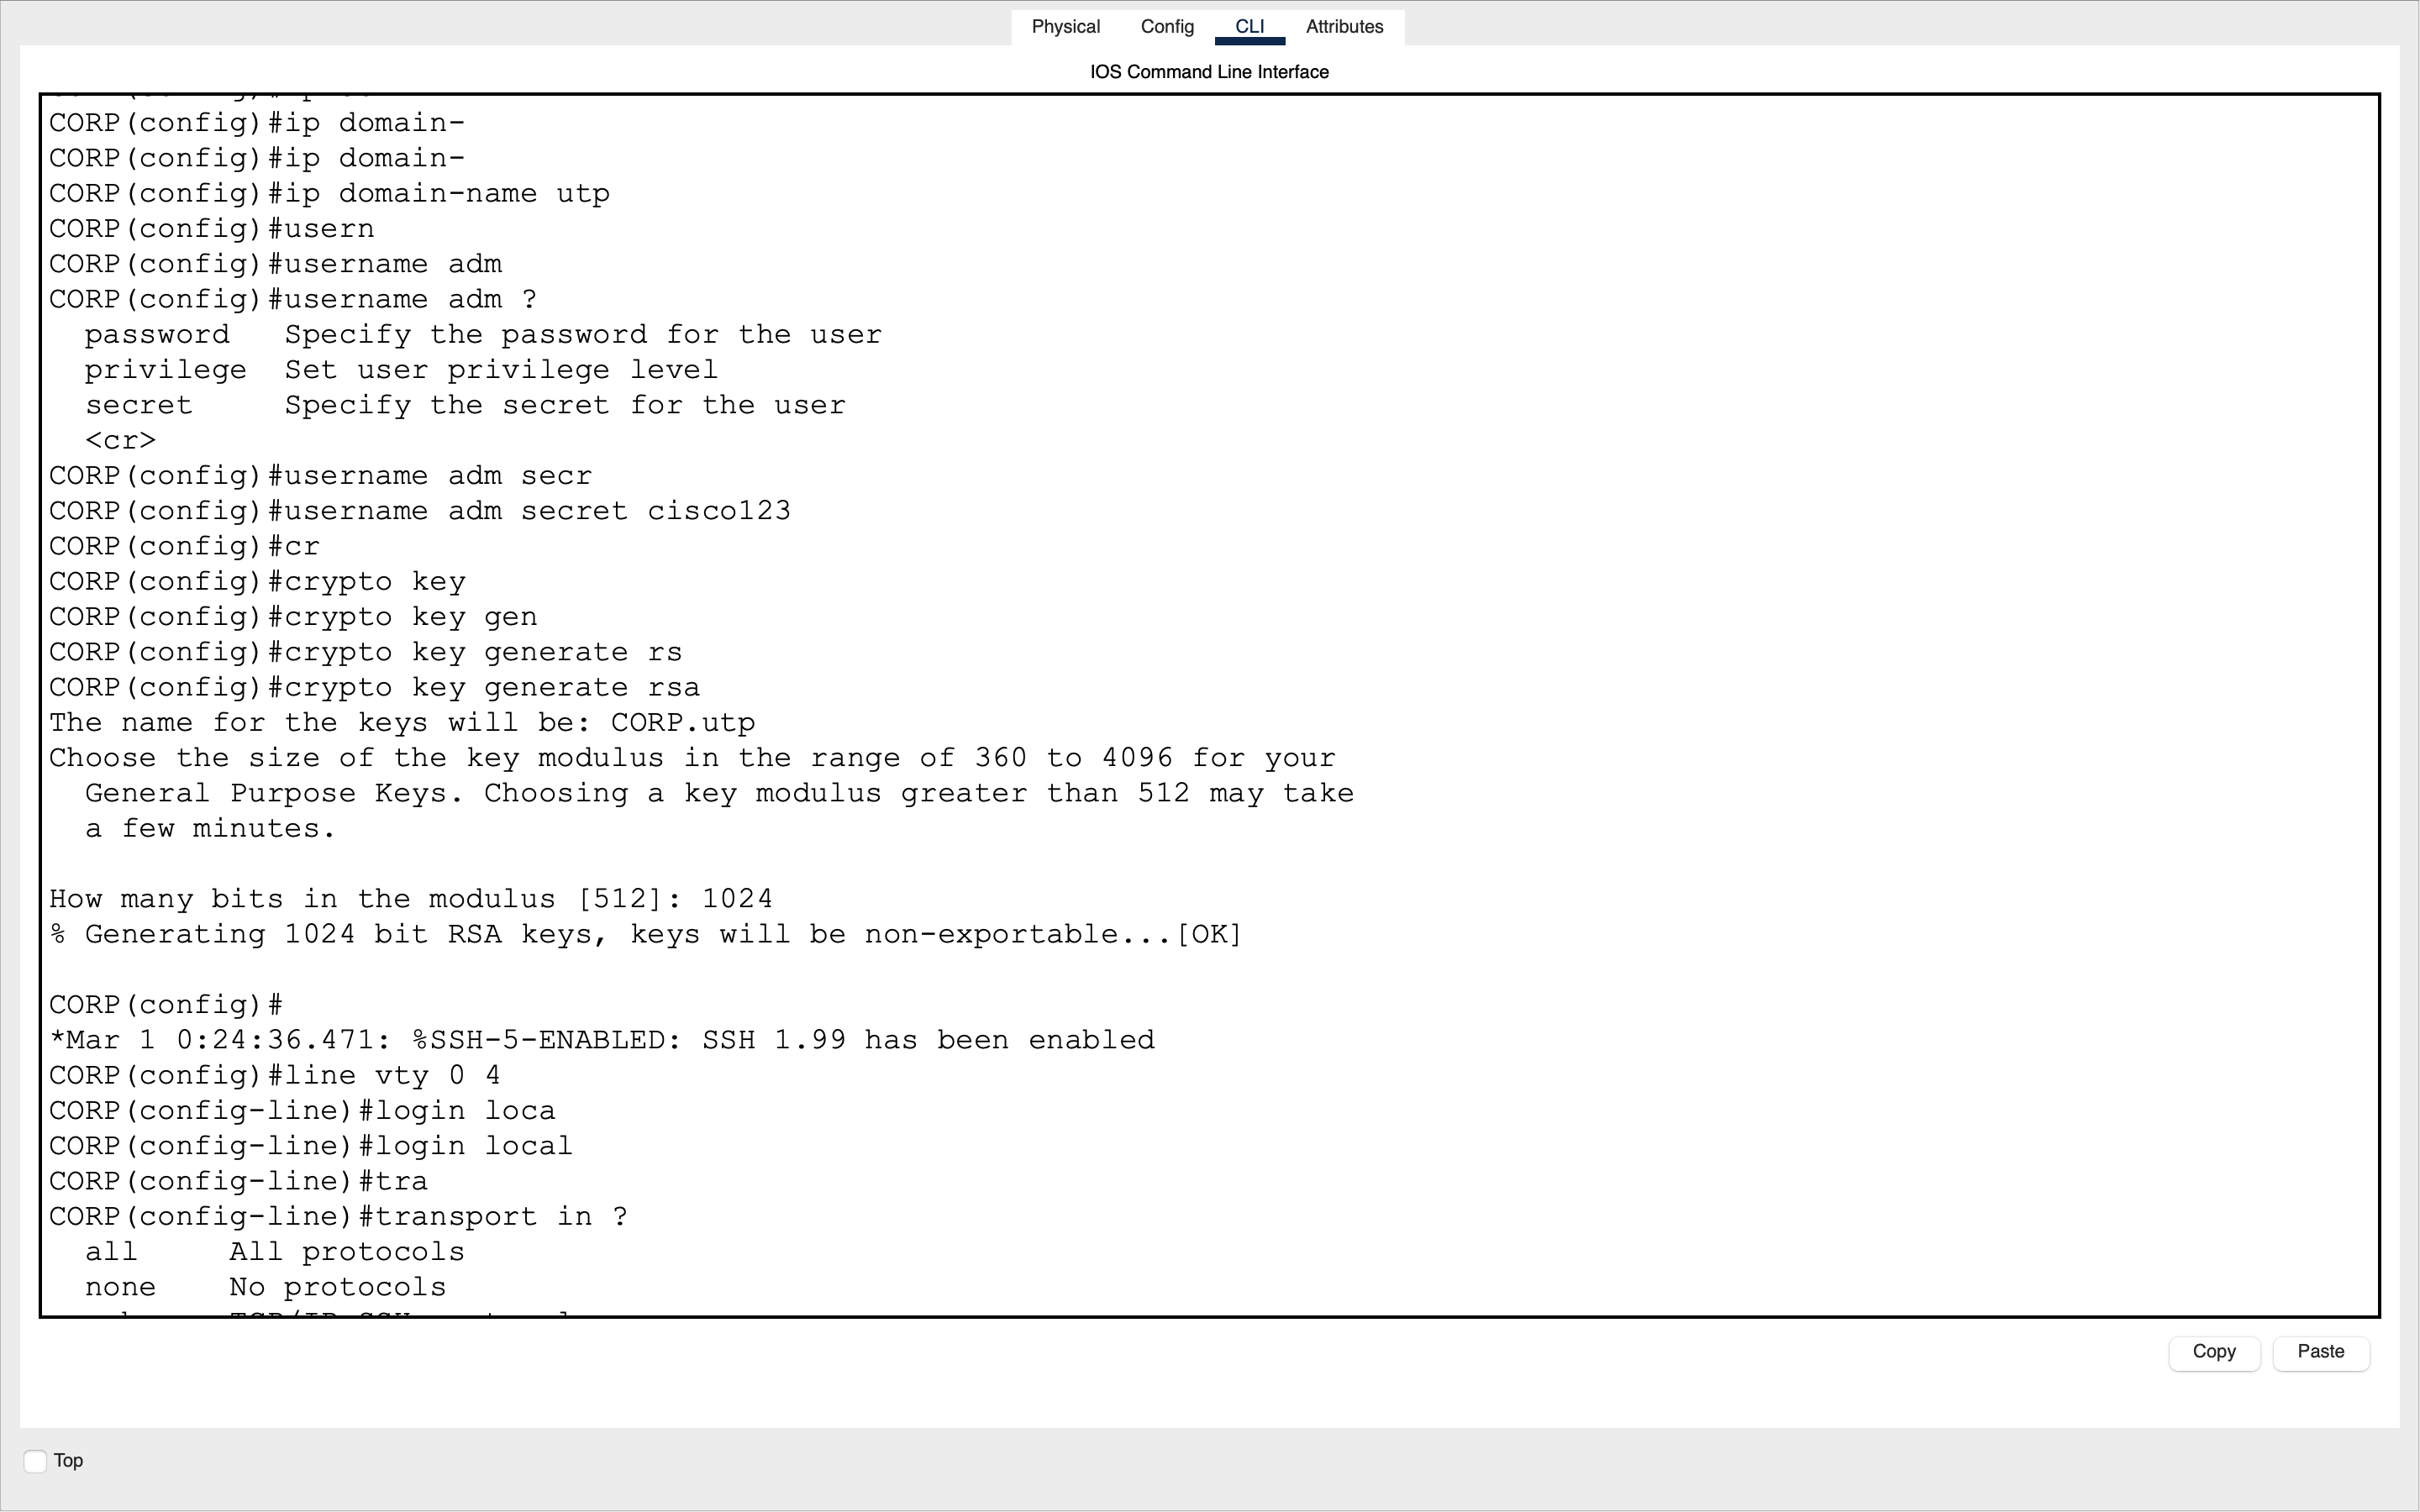 Physical Config CLI Attributes
IOS Command Line Interface
CORP(config)#ip domain-
CORP(config)#ip domain-
CORP(config)#ip domain-name utp
CORP(config)#usern
CORP(config)#username adm
CORP(config)#username adm ?
  password   Specify the password for the user
  privilege  Set user privilege level
  secret     Specify the secret for the user
  <cr>
CORP(config)#username adm secr
CORP(config)#username adm secret cisco123
CORP(config)#cr
CORP(config)#crypto key
CORP(config)#crypto key gen
CORP(config)#crypto key generate rs
CORP(config)#crypto key generate rsa
The name for the keys will be: CORP.utp
Choose the size of the key modulus in the range of 360 to 4096 for your
  General Purpose Keys. Choosing a key modulus greater than 512 may take
  a few minutes.
How many bits in the modulus [512]: 1024
% Generating 1024 bit RSA keys, keys will be non-exportable...[OK]
CORP(config)#
*Mar 1 0:24:36.471: %SSH-5-ENABLED: SSH 1.99 has been enabled
CORP(config)#line vty 0 4
CORP(config-line)#login loca
CORP(config-line)#login local
CORP(config-line)#tra
CORP(config-line)#transport in ?
  all     All protocols
  none    No protocols
Copy Paste
Top